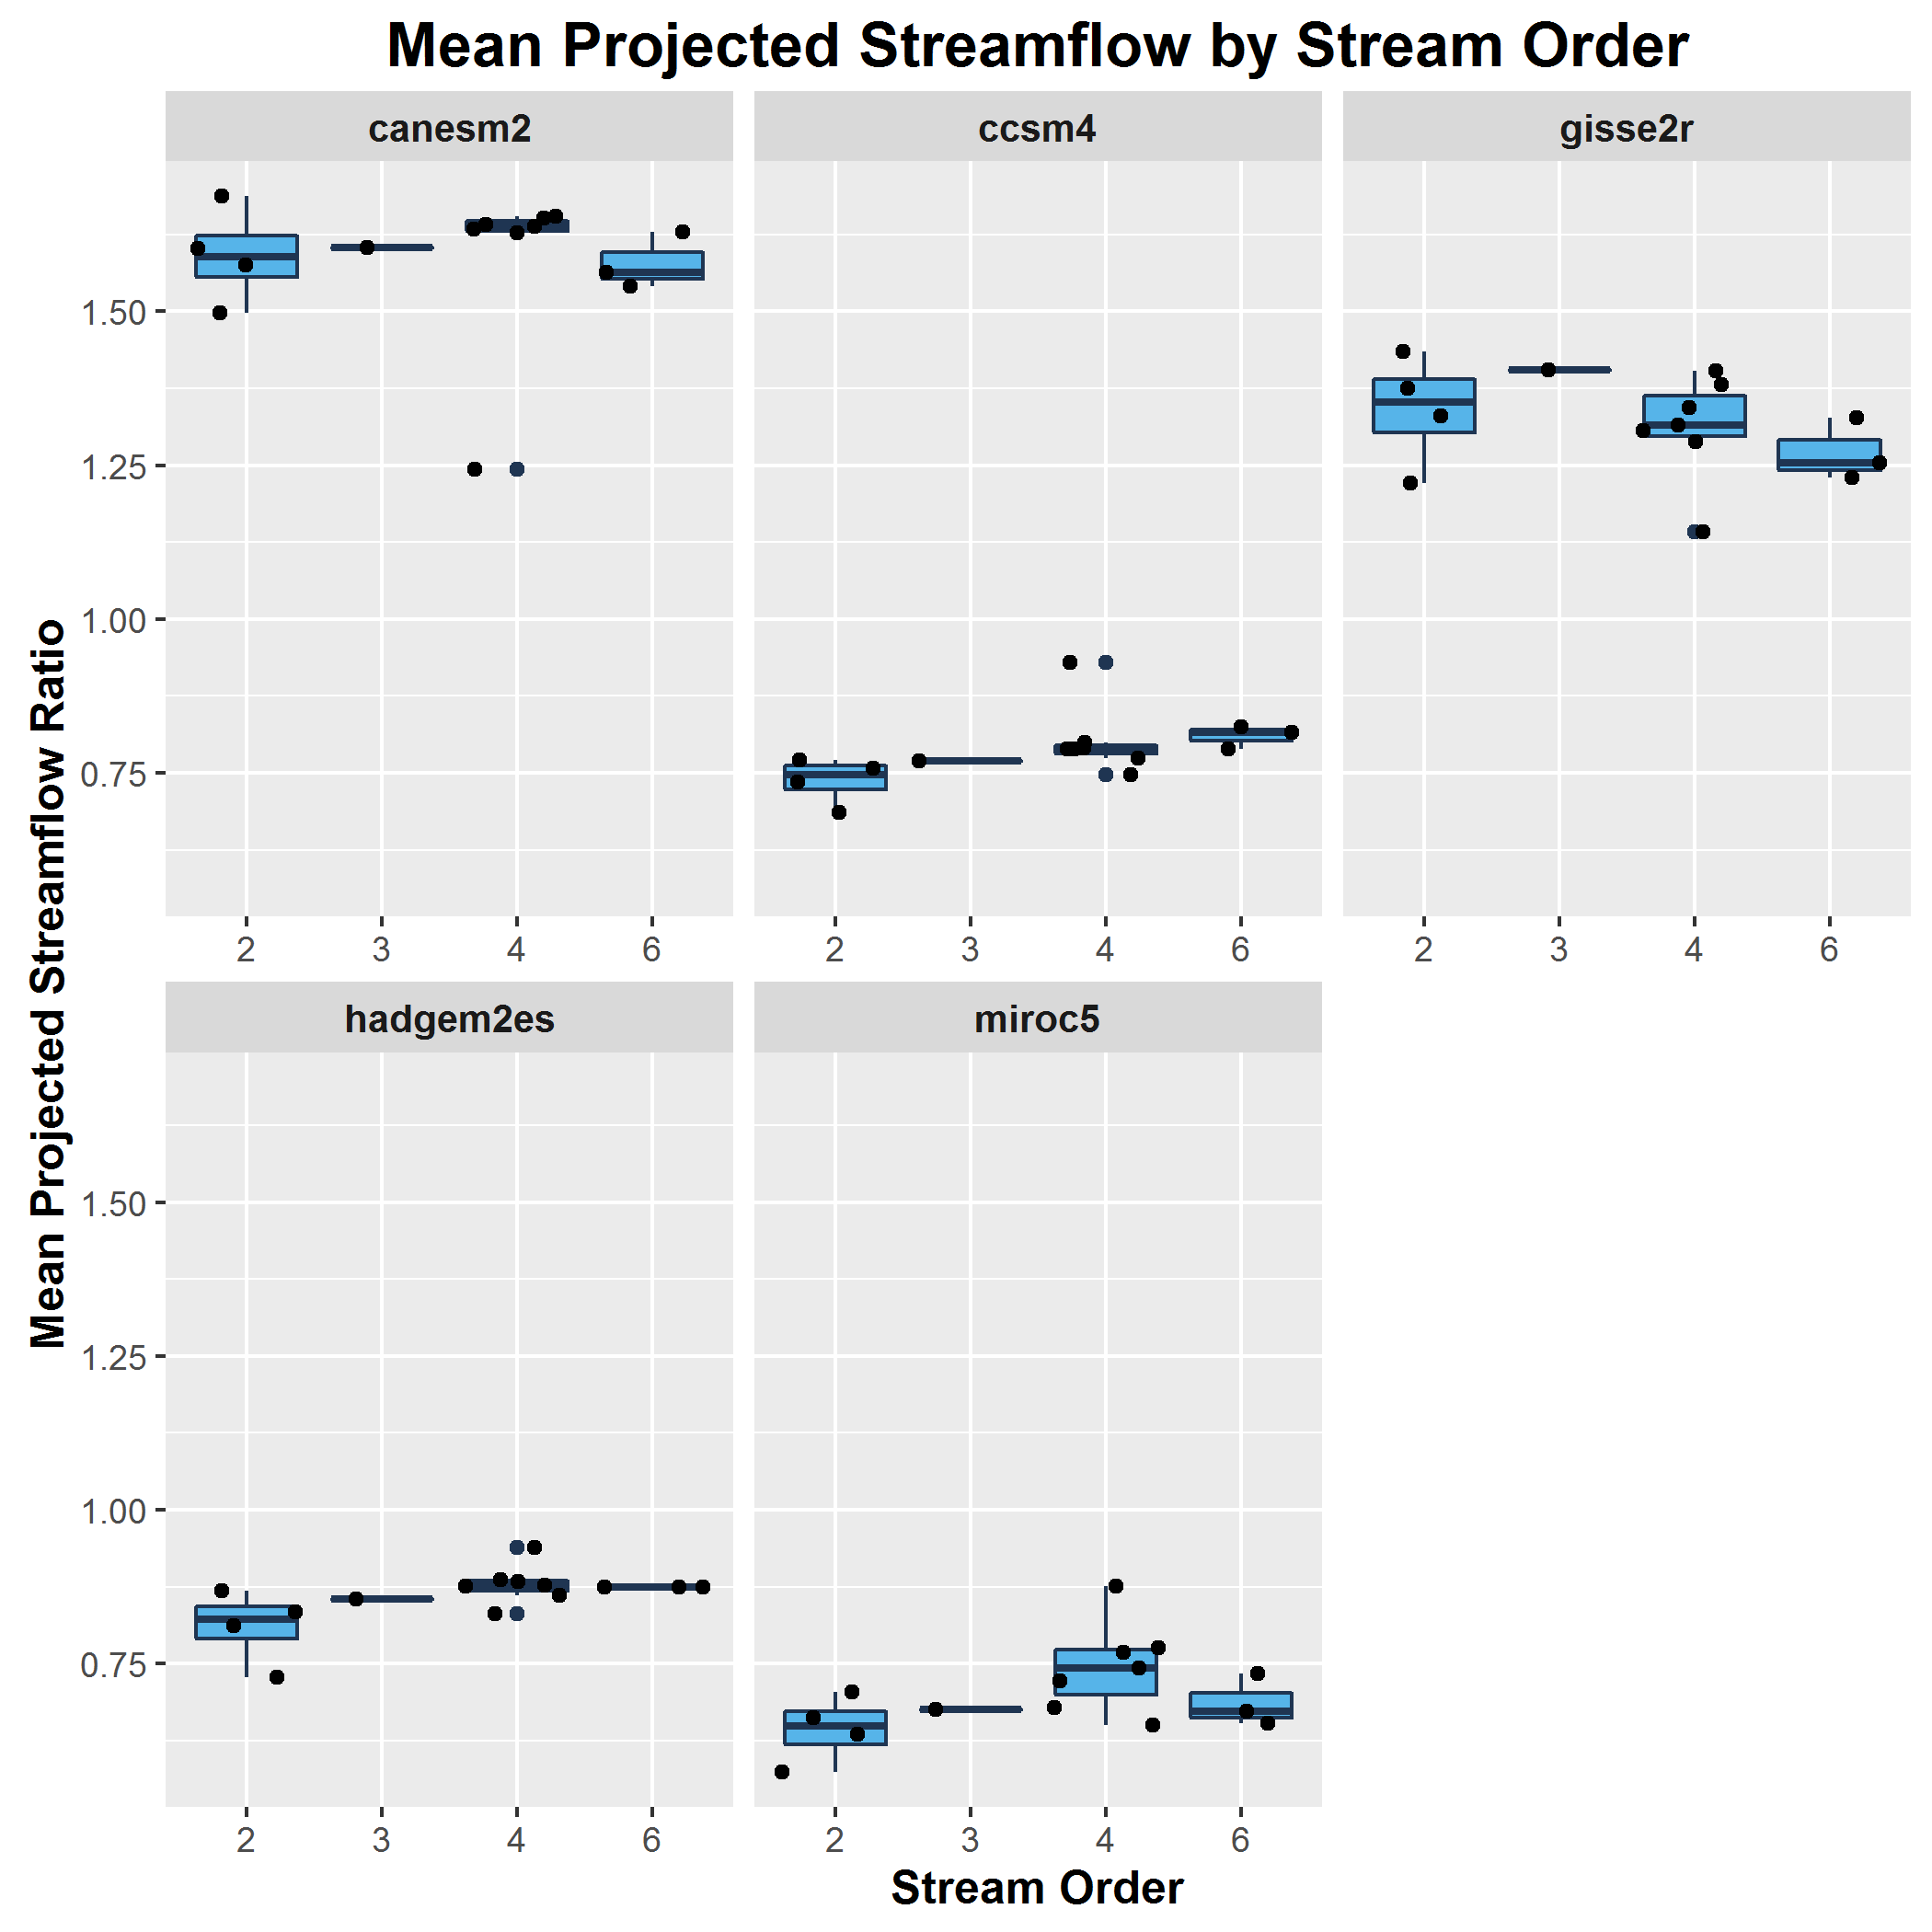 Mean Projected Streamflow by Stream Order
canesm2
ccsm4
gisse2r
1.50
1.25
1.00
0.75
2 3 4 6
2 3 4 6
2 3 4 6
Mean Projected Streamflow Ratio
hadgem2es
miroc5
1.50
1.25
1.00
0.75
2 3 4 6
2 3 4 6
Stream Order